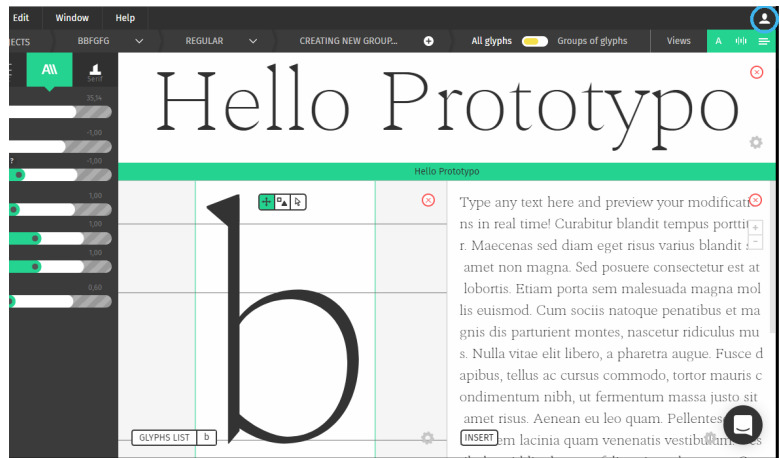 Edit Window Help
JECTS BBFGFG REGULAR CREATING NEW GROUP... All glyphs Groups of glyphs Views A
Serif
35,14
-1,00
? -1,00
1,00
1,00
1,00
0,60
Hello Prototypo
Hello Prototypo
b
GLYPHS LIST b
Type any text here and preview your modificati
ns in real time! Curabitur blandit tempus porttit
r. Maecenas sed diam eget risus varius blandit s
amet non magna. Sed posuere consectetur est at
lobortis. Etiam porta sem malesuada magna mol
lis euismod. Cum sociis natoque penatibus et ma
gnis dis parturient montes, nascetur ridiculus mu
s. Nulla vitae elit libero, a pharetra augue. Fusce d
apibus, tellus ac cursus commodo, tortor mauris c
ondimentum nibh, ut fermentum massa justo sit
amet risus. Aenean eu leo quam. Pellentes
INSERT em lacinia quam venenatis vestibulum.